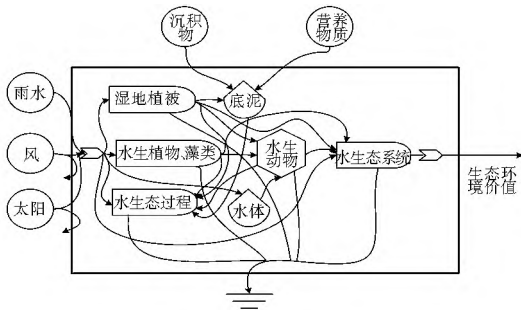 沉积
物
营养
物质
雨水
湿地植被
底泥
风
水生植物、藻类
水生
动物
水生态系统
太阳
水生态过程
水体
生态环
境价值